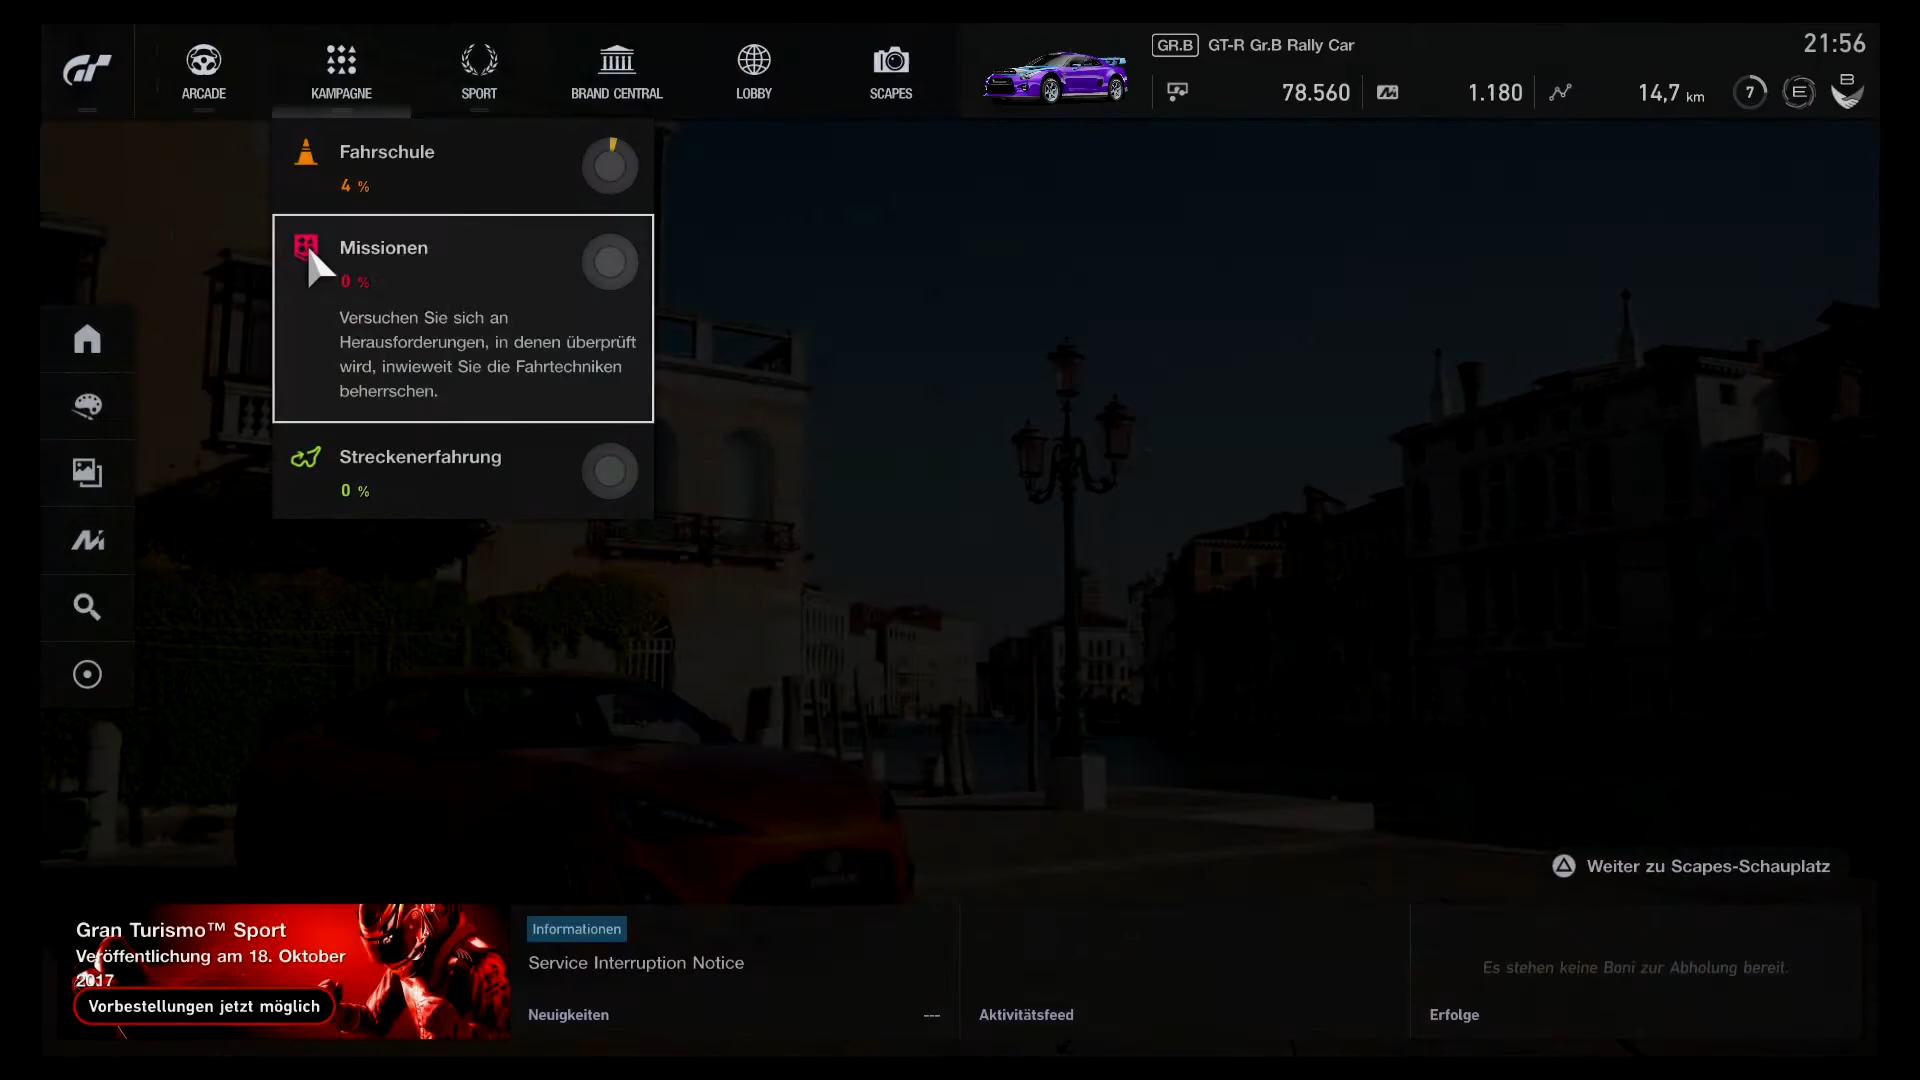 ARCADE
KAMPAGNE
SPORT
BRAND CENTRAL
LOBBY
SCAPES
GR.B GT-R Gr.B Rally Car
21:56
78.560
1.180
14,7 km
7
E
B
Fahrschule
4 %
Missionen
0 %
Versuchen Sie sich an
Herausforderungen, in denen überprüft
wird, inwieweit Sie die Fahrtechniken
beherrschen.
Streckenerfahrung
0 %
Weiter zu Scapes-Schauplatz
Gran Turismo™ Sport
Veröffentlichung am 18. Oktober
2017
Vorbestellungen jetzt möglich
Informationen
Service Interruption Notice
Neuigkeiten ---
Aktivitätsfeed
Es stehen keine Boni zur Abholung bereit.
Erfolge